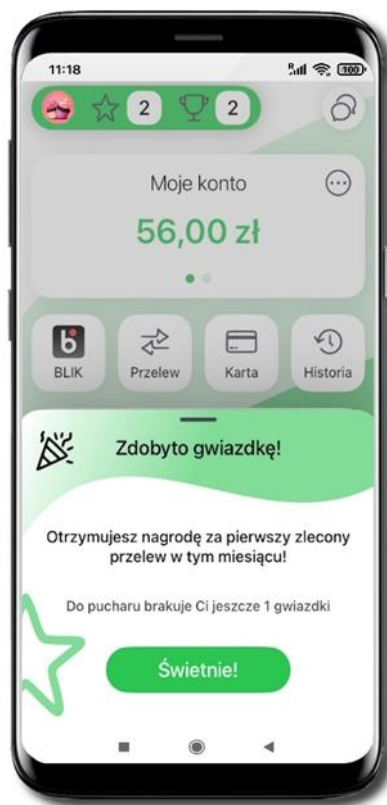 11:18
R
100
2
2
Moje konto
56,00 zł
b
BLIK
Przelew
Karta
Historia
Zdobyto gwiazdkę!
Otrzymujesz nagrodę za pierwszy zlecony
przelew w tym miesiącu!
Do pucharu brakuje Ci jeszcze 1 gwiazdki
Świetnie!